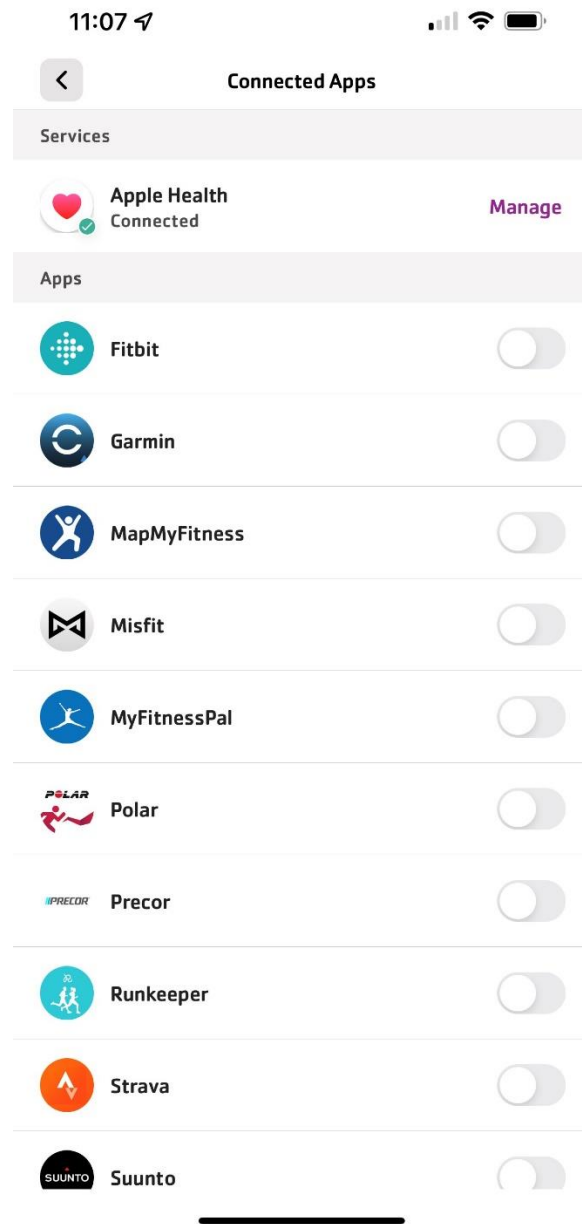 11:07
Connected Apps
Services
Apple Health
Connected
Manage
Apps
Fitbit
Garmin
MapMyFitness
Misfit
MyFitnessPal
POLAR
Polar
PRECOR
Precor
Runkeeper
Strava
SUUNTO
Suunto